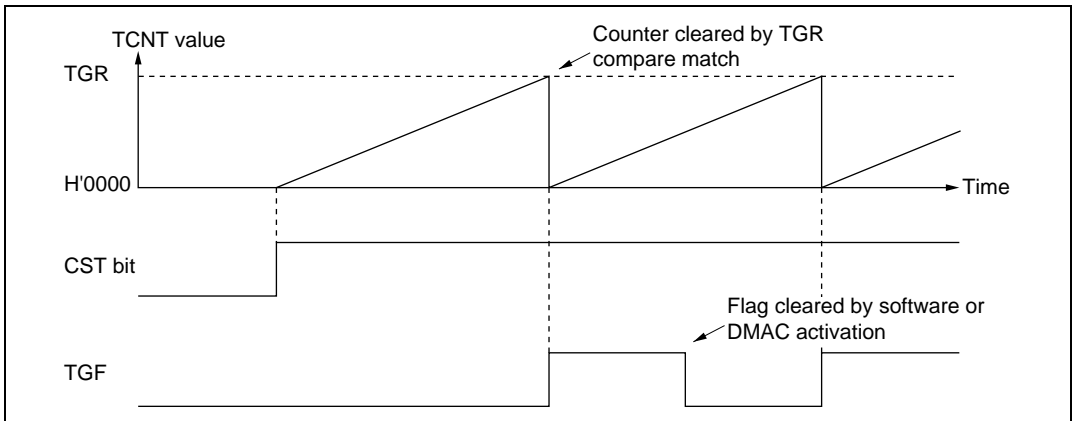 TCNT value
Counter cleared by TGR
compare match
TGR
H'0000
Time
CST bit
Flag cleared by software or
DMAC activation
TGF